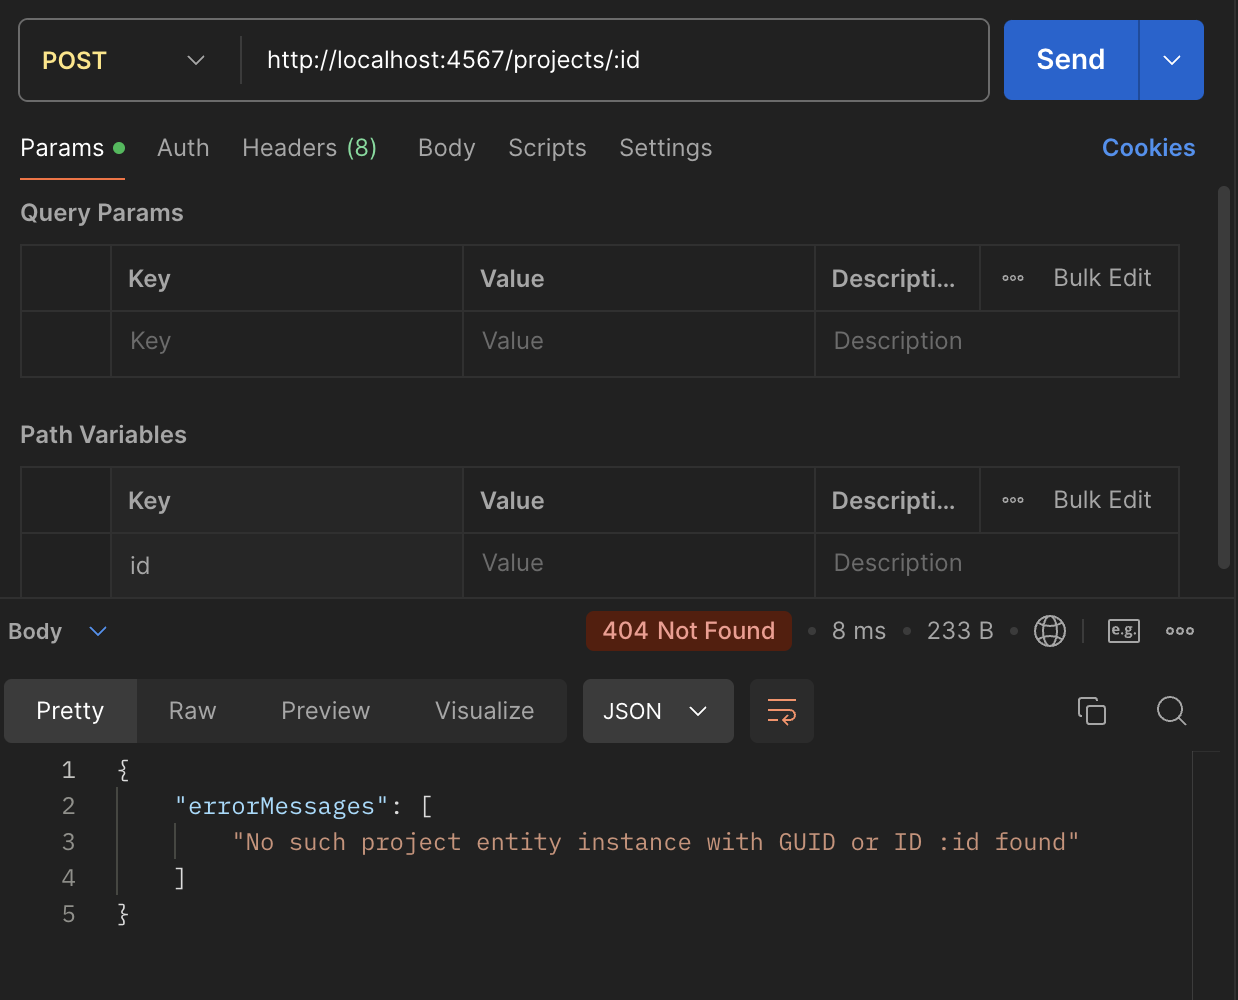 POST http://localhost:4567/projects/:id Send
Params Auth Headers (8) Body Scripts Settings Cookies
Query Params
Key Value Descripti... Bulk Edit
Key Value Description
Path Variables
Key Value Descripti... Bulk Edit
id Value Description
Body 404 Not Found 8 ms 233 B e.g.
Pretty Raw Preview Visualize JSON
1 {
2 "errorMessages": [
3 "No such project entity instance with GUID or ID :id found"
4 ]
5 }